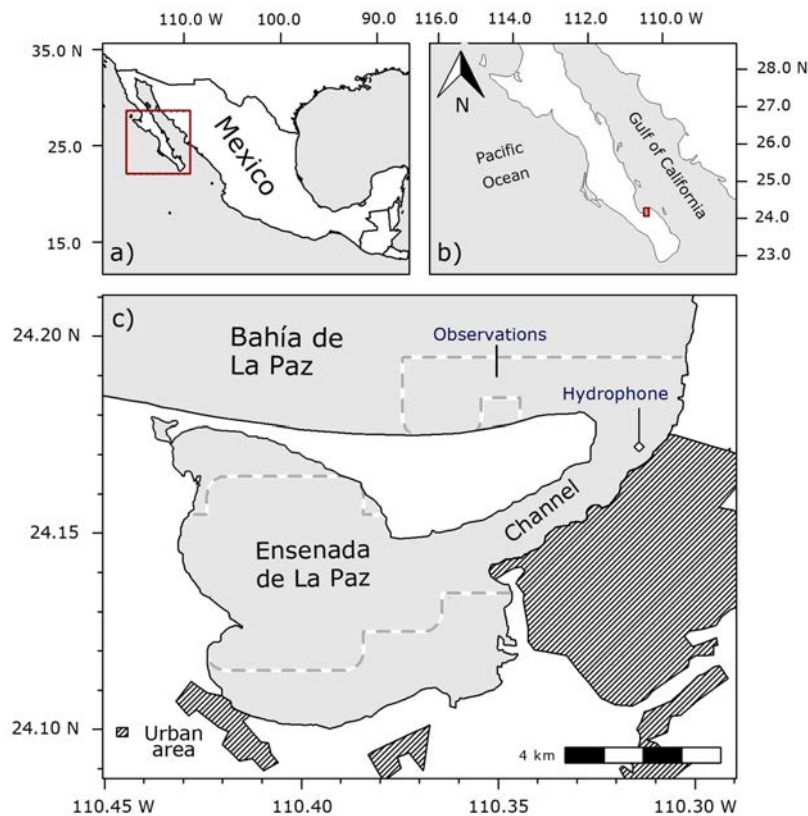 110.0 W
100.0
90.0
35.0 N
25.0
15.0
Mexico
a)
116.0
114.0
112.0
110.0 W
28.0 N
27.0
26.0
25.0
24.0
23.0
N
Pacific
Ocean
Gulf of California
b)
c)
24.20 N
24.15
24.10 N
Bahía de
La Paz
Observations
Hydrophone
Channel
Ensenada
de La Paz
Urban
area
4 km
110.45 W
110.40
110.35
110.30 W